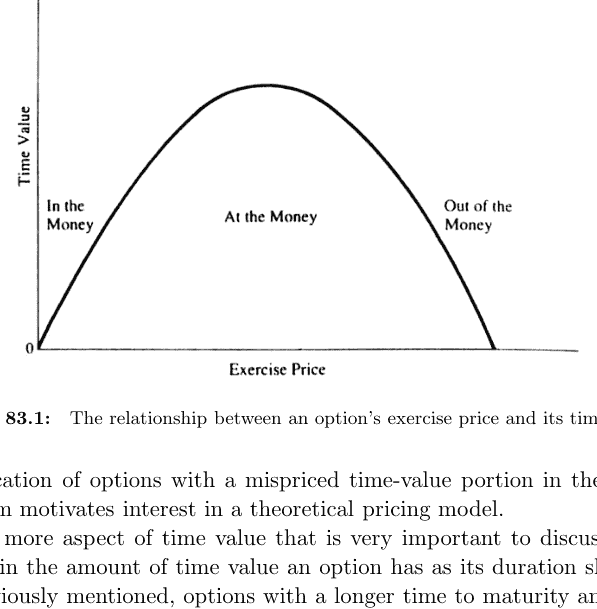 Time Value
In the
Money
At the Money
Out of the
Money
0
Exercise Price
83.1: The relationship between an option's exercise price and its tim
cation of options with a mispriced time-value portion in the
m motivates interest in a theoretical pricing model.
more aspect of time value that is very important to discus
in the amount of time value an option has as its duration sh
viously mentioned, options with a longer time to maturity an